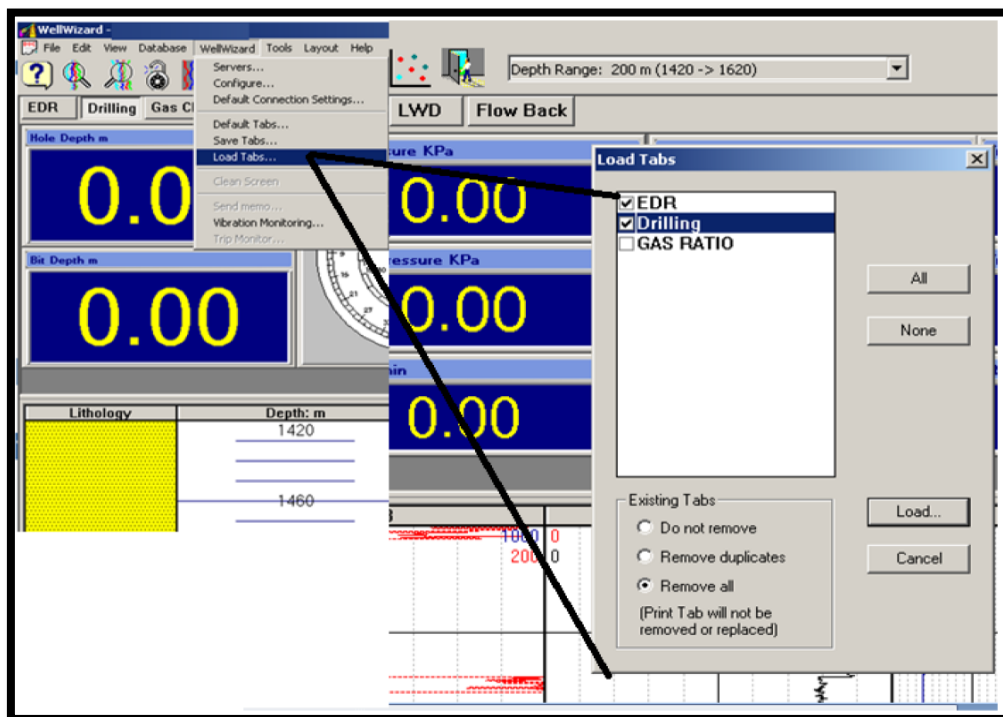 WellWizard -
File Edit View Database WellWizard Tools Layout Help
Servers...
Configure...
Default Connection Settings...
Default Tabs...
Save Tabs...
Load Tabs...
Clean Screen
Send memo...
Vibration Monitoring...
Trip Monitor...
Depth Range: 200 m (1420 -> 1620)
EDR Drilling Gas C LWD Flow Back
Hole Depth m
0.0
ure KPa
0.00
Bit Depth m
0.00
ressure KPa
0.00
min
0.00
Lithology Depth: m
1420
1460
1000 0
200 0
Load Tabs
EDR
Drilling
GAS RATIO
All
None
Existing Tabs
Do not remove
Remove duplicates
Remove all
(Print Tab will not be
removed or replaced)
Load...
Cancel